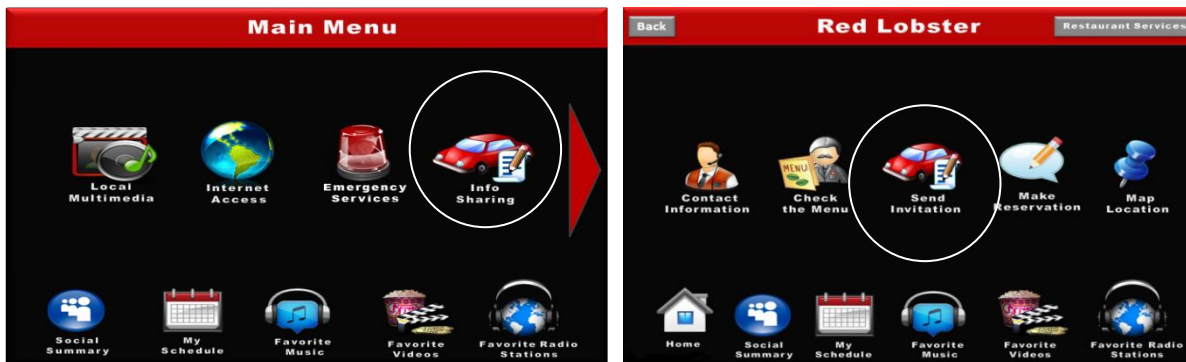 Main Menu
Local
Multimedia
Internet
Access
Emergency
Services
Info
Sharing
Social
Summary
My
Schedule
Favorite
Music
Favorite
Videos
Favorite Radio
Stations
Back
Red Lobster
Restaurant Services
Contact
Information
MENU
Check
the Menu
Send
Invitation
Make
Reservation
Map
Location
Home
Social
Summary
My
Schedule
Favorite
Music
Favorite
Videos
Favorite Radio
Stations